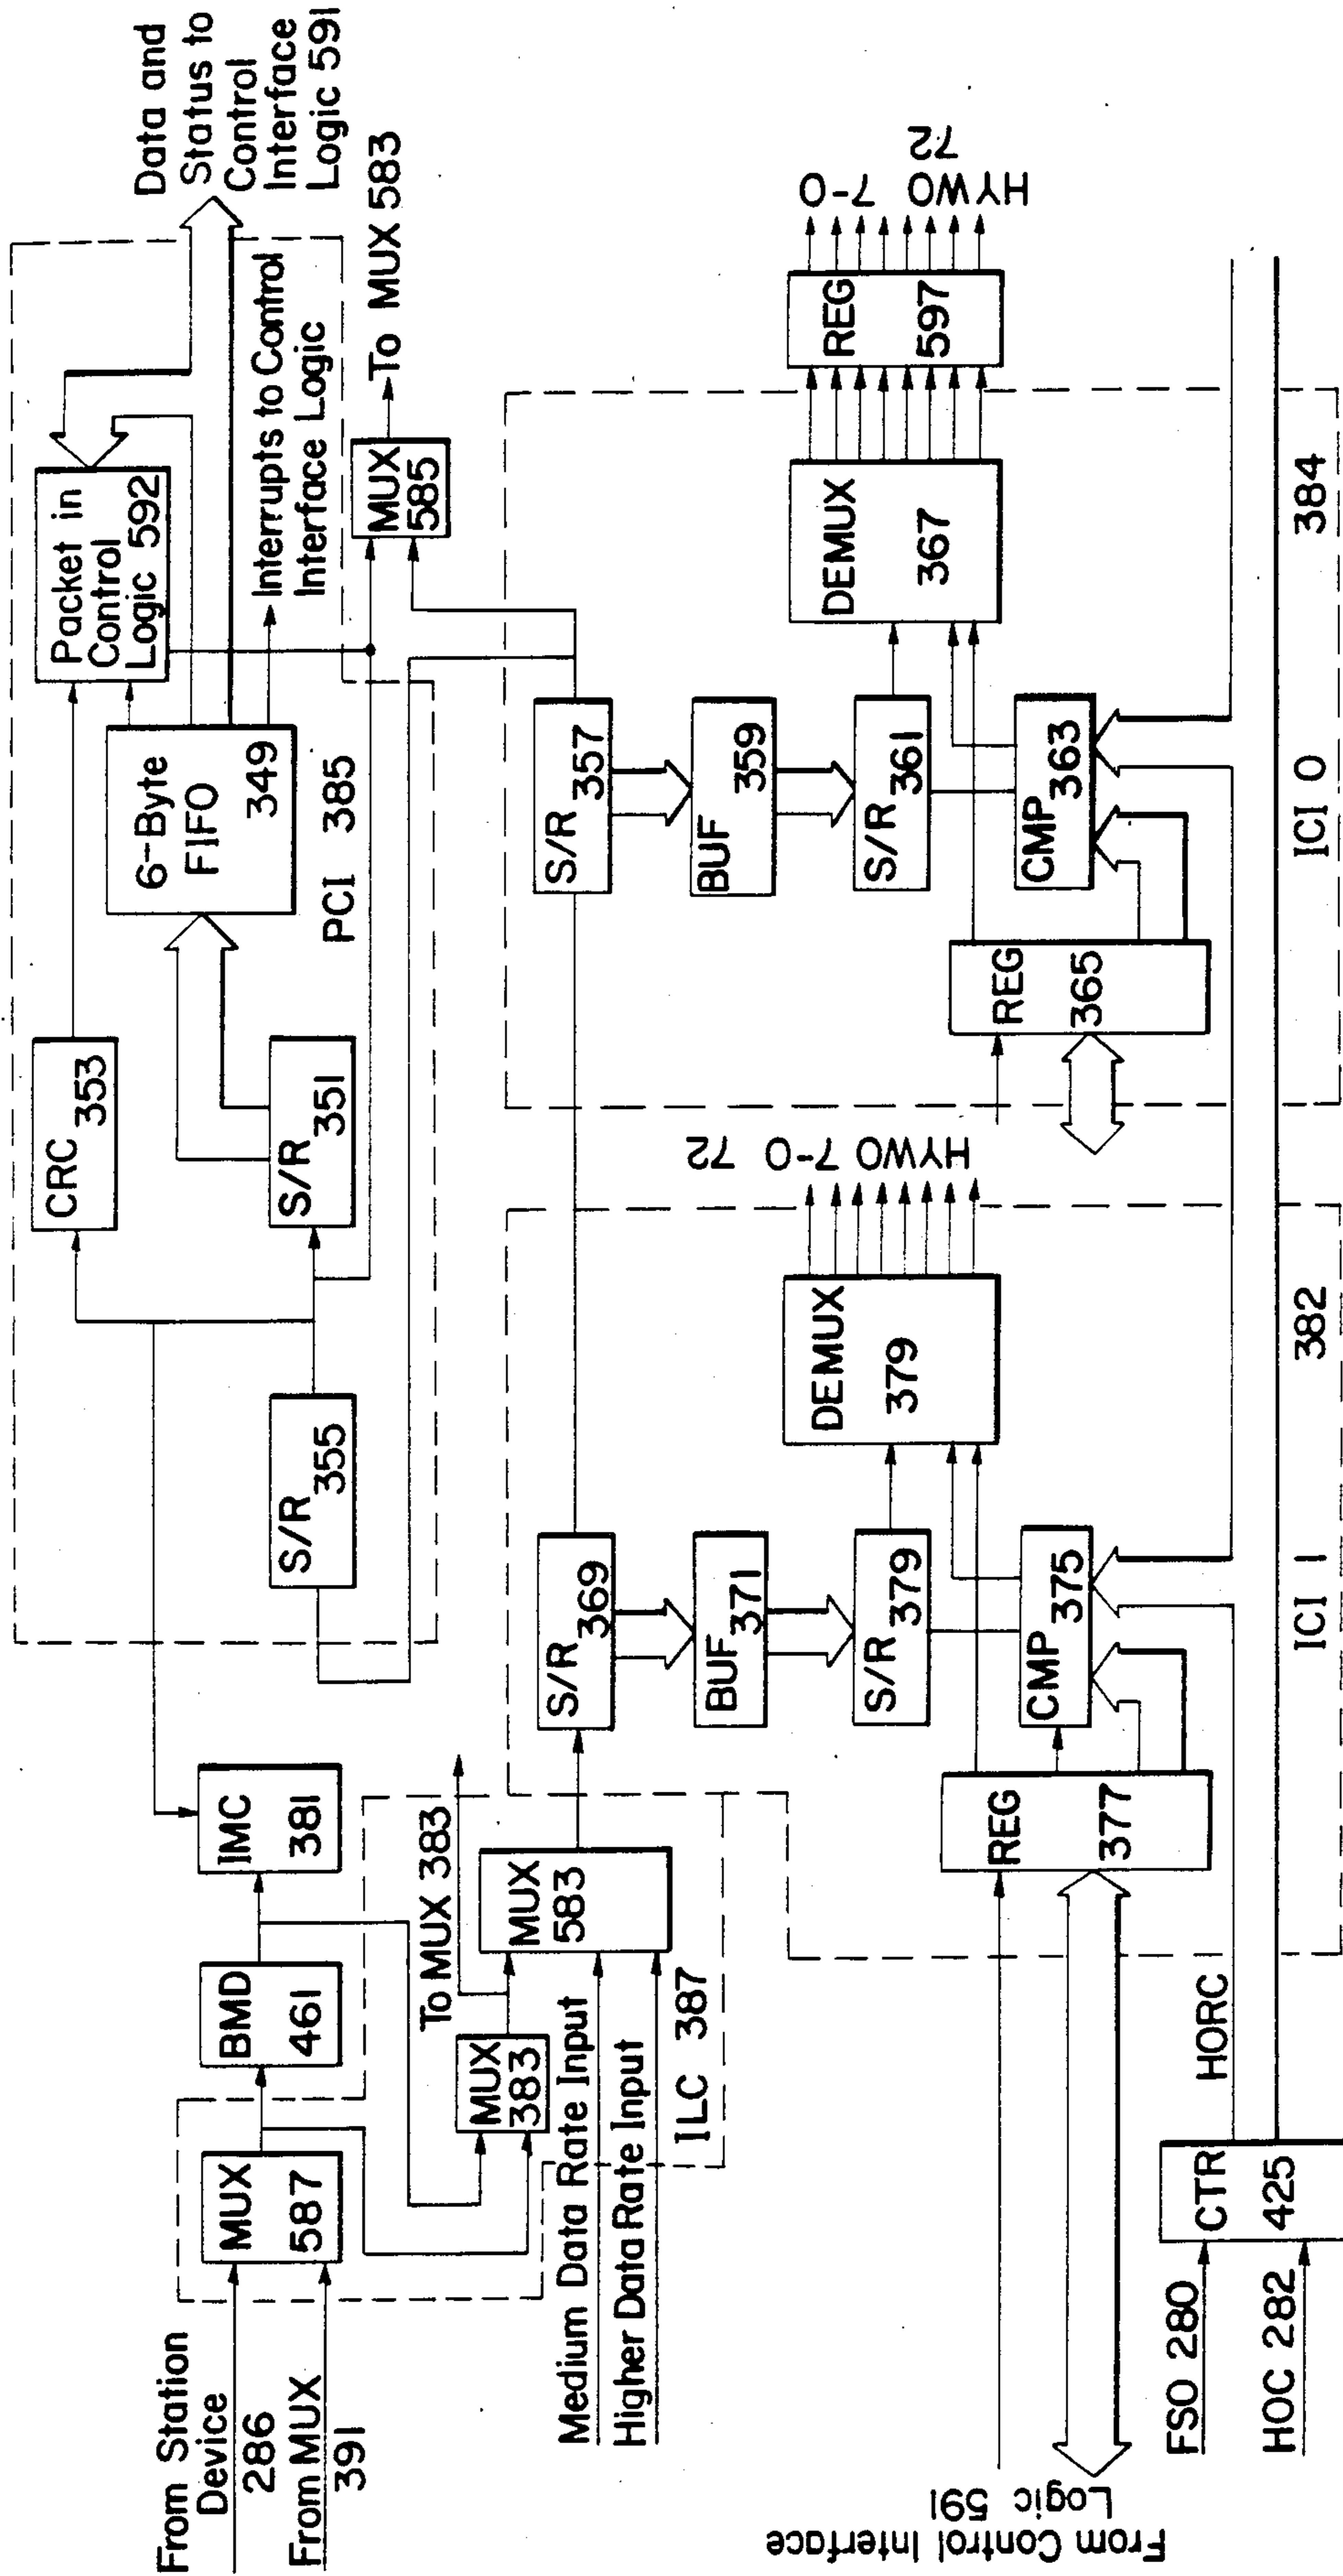 From Station
Device
286
From MUX
391
MUX
587
BMD
461
IMC
381
To MUX 383
MUX
383
MUX
583
Medium Data Rate Input
Higher Data Rate Input
ILC 387
CRC
353
S/R
355
S/R
351
6-Byte
FIFO
349
PCI 385
Packet in
Control
Logic 592
Data and
Status to
Control
Interface
Logic 591
Interrupts to Control
Interface Logic
MUX
585
To MUX 583
S/R
369
BUF
371
S/R
379
CMP
375
REG
377
DEMUX
379
HYWO 7-0 72
ICI 1
382
S/R
357
BUF
359
S/R
361
CMP
363
REG
365
DEMUX
367
REG
597
HYWO 7-0
72
ICI 0
384
From Control Interface
Logic 591
FSO 280
HOC 282
CTR
425
HORC